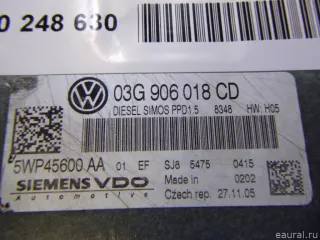 0 248 630
03G 906 018 CD
DIESEL SIMOS PPD1.5 8348 HW: H05
5WP45600 AA 01 EF SJ8 5475 0415
SIEMENS VDO Made in 0202
Automotive Czech rep. 27.11.05
eaural.ru